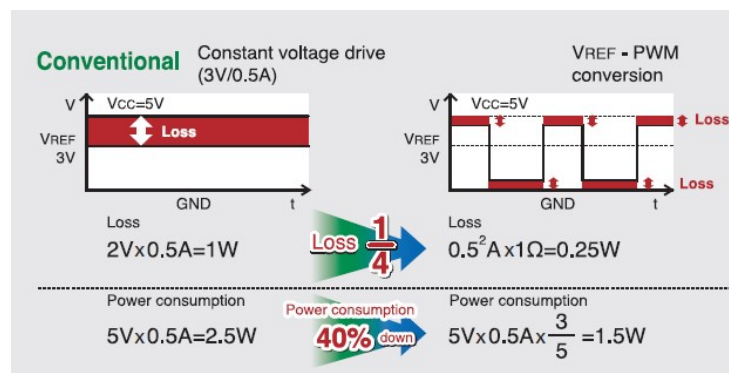 Conventional
Constant voltage drive
(3V/0.5A)
VREF - PWM
conversion
V
VCC=5V
VREF
3V
Loss
GND
t
V
VCC=5V
VREF
3V
Loss
Loss
GND
t
Loss
2Vx0.5A=1W
Loss 1/4
Loss
0.5²Ax1Ω=0.25W
Power consumption
5Vx0.5A=2.5W
Power consumption
40% down
Power consumption
5Vx0.5Ax3/5=1.5W